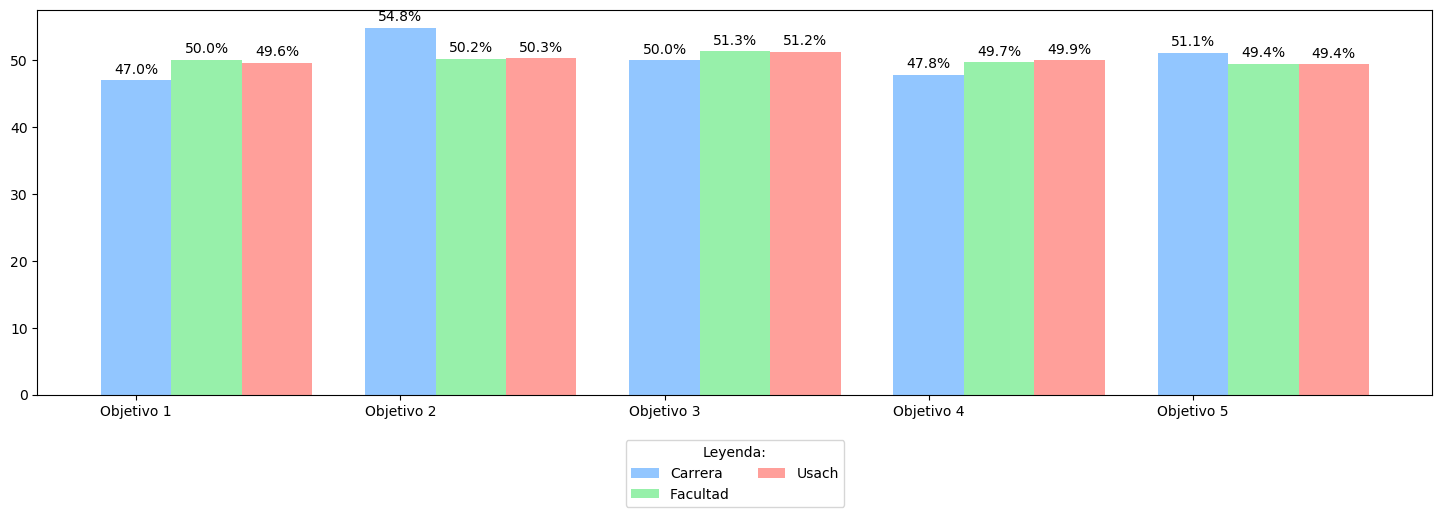 54.8%
50.0%
49.6%
47.0%
50.2%
50.3%
50.0%
51.3%
51.2%
47.8%
49.7%
49.9%
51.1%
49.4%
49.4%
50
40
30
20
10
0
Objetivo 1
Objetivo 2
Objetivo 3
Objetivo 4
Objetivo 5
Leyenda:
Carrera
Facultad
Usach